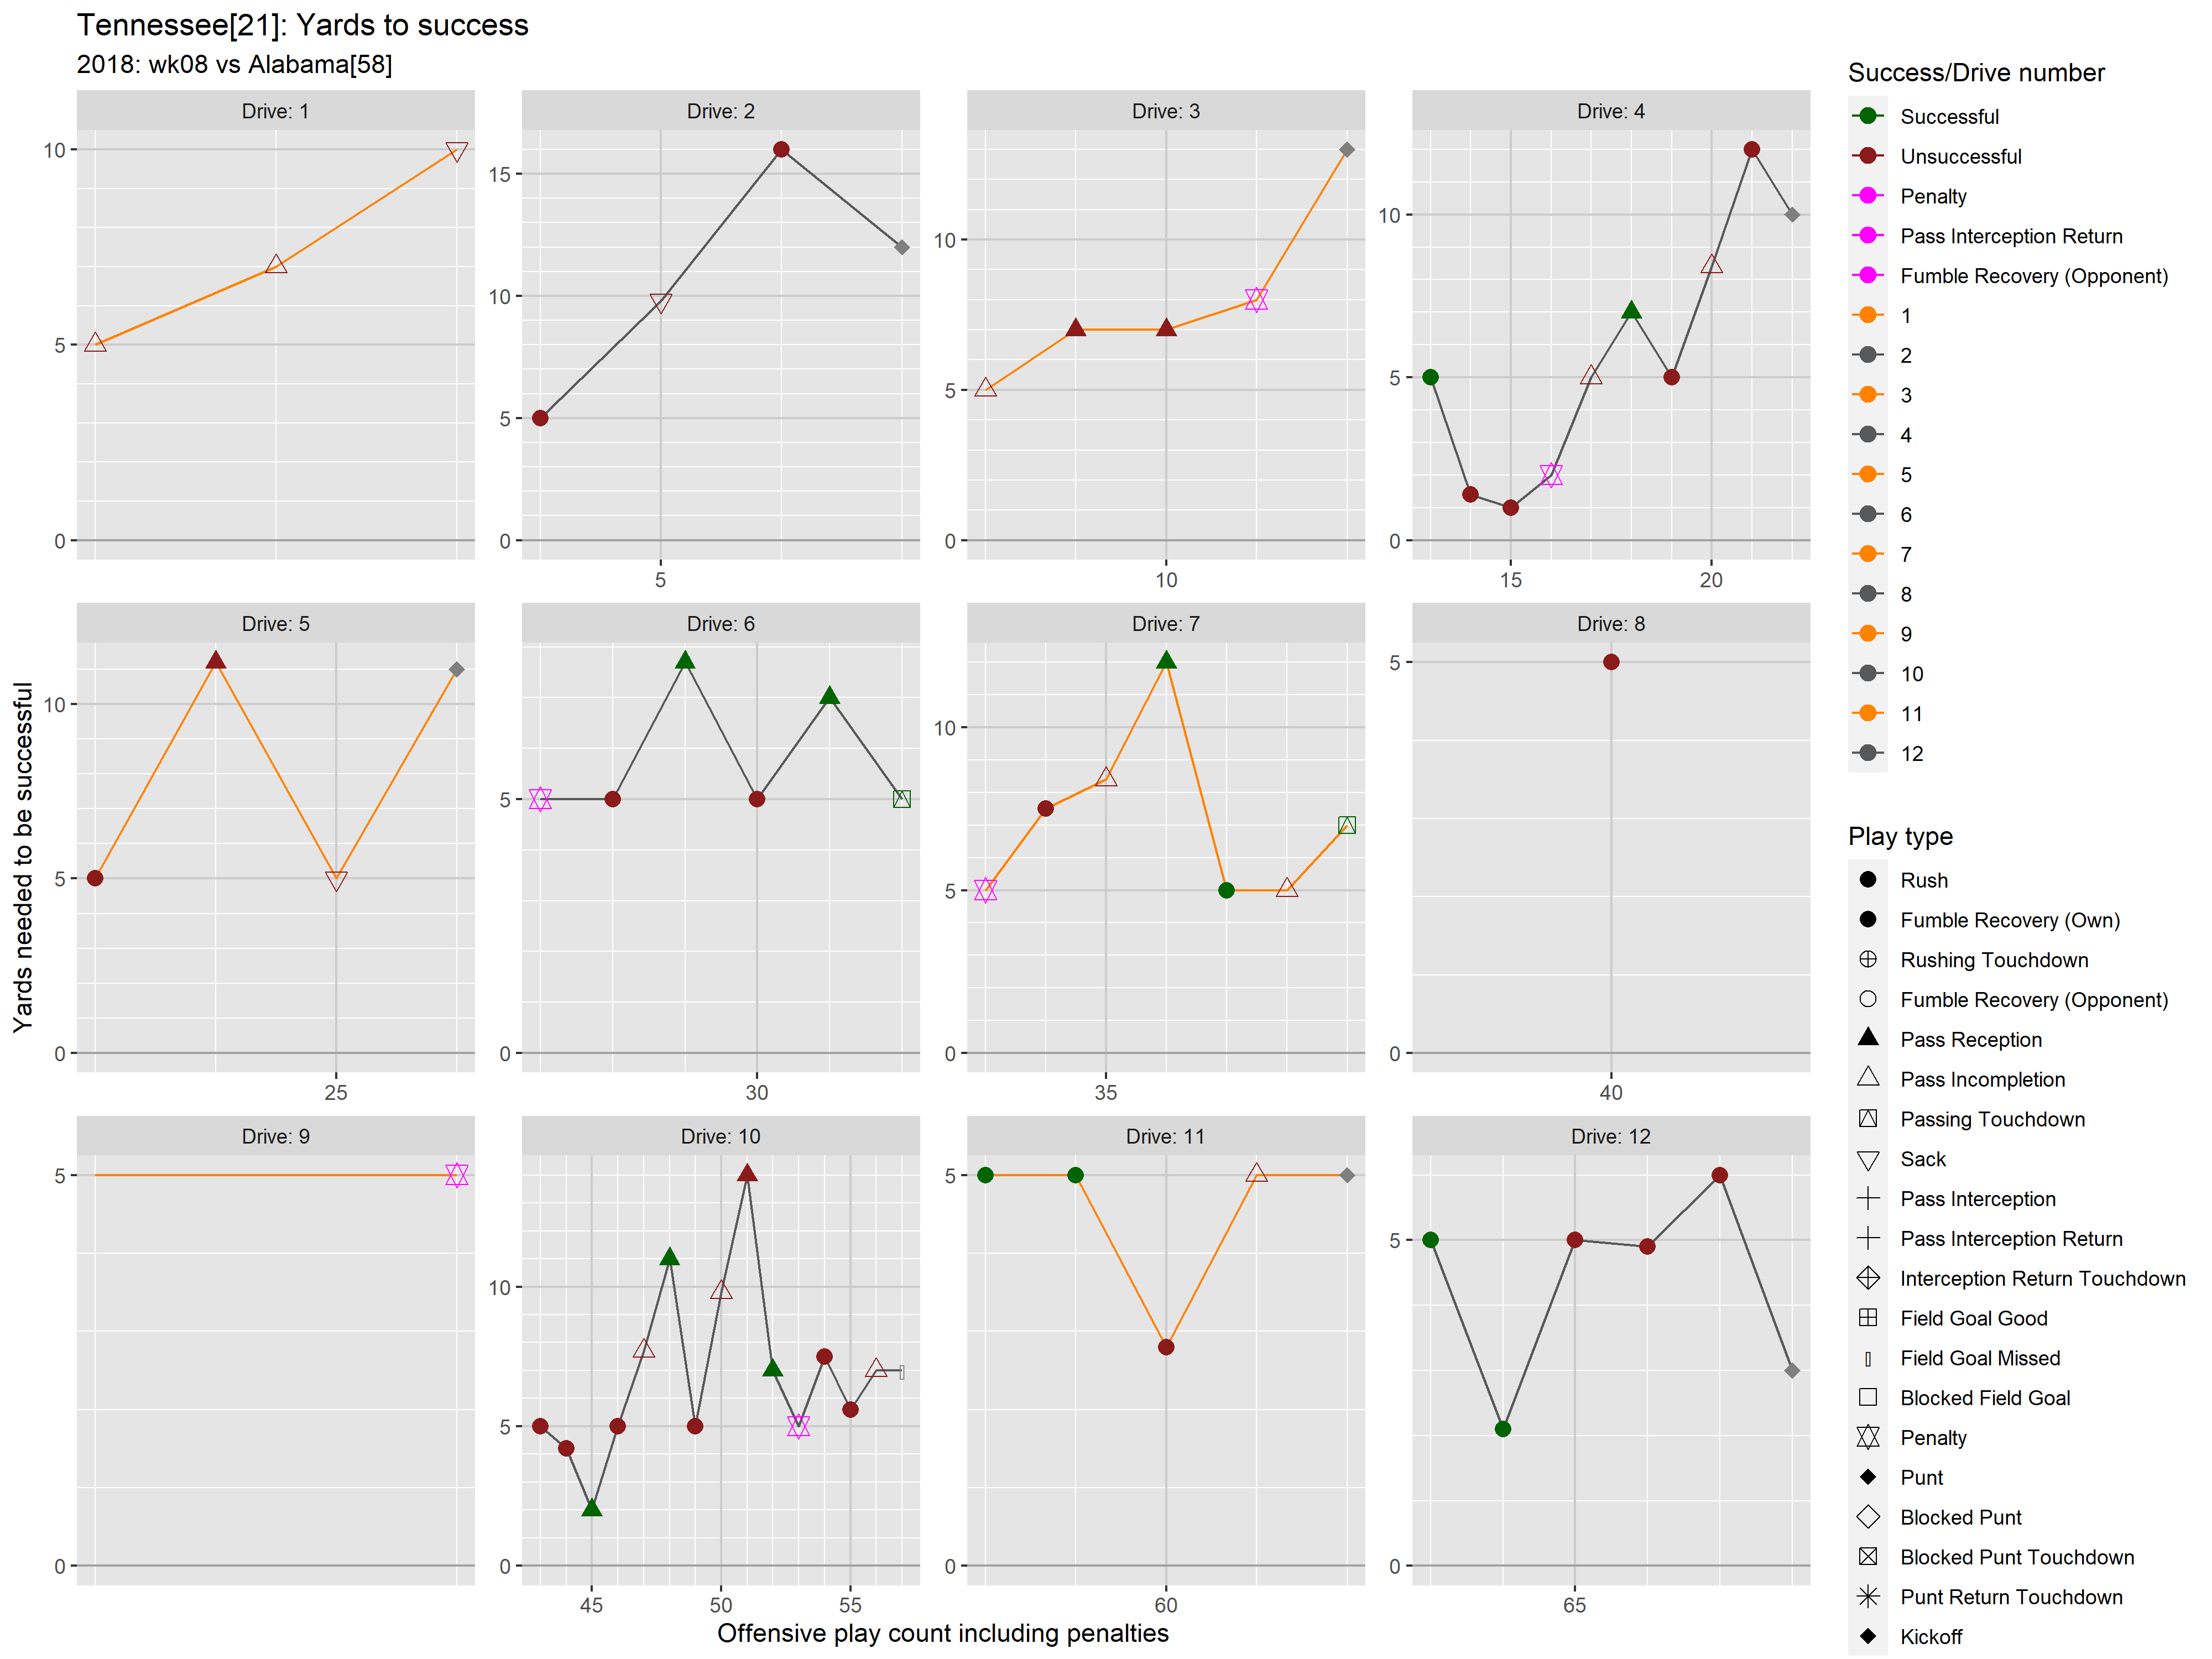 Tennessee[21]: Yards to success
2018: wk08 vs Alabama[58]
Drive: 1
Drive: 2
Drive: 3
Drive: 4
10
5
0
15
10
5
0
5
10
5
0
10
10
5
0
15
20
Drive: 5
Drive: 6
Drive: 7
Drive: 8
10
5
0
25
5
0
30
10
5
0
35
5
0
40
Drive: 9
Drive: 10
Drive: 11
Drive: 12
5
0
10
5
0
45
50
55
5
0
60
5
0
65
Yards needed to be successful
Offensive play count including penalties
Success/Drive number
Successful
Unsuccessful
Penalty
Pass Interception Return
Fumble Recovery (Opponent)
1
2
3
4
5
6
7
8
9
10
11
12
Play type
Rush
Fumble Recovery (Own)
Rushing Touchdown
Fumble Recovery (Opponent)
Pass Reception
Pass Incompletion
Passing Touchdown
Sack
Pass Interception
Pass Interception Return
Interception Return Touchdown
Field Goal Good
Field Goal Missed
Blocked Field Goal
Penalty
Punt
Blocked Punt
Blocked Punt Touchdown
Punt Return Touchdown
Kickoff